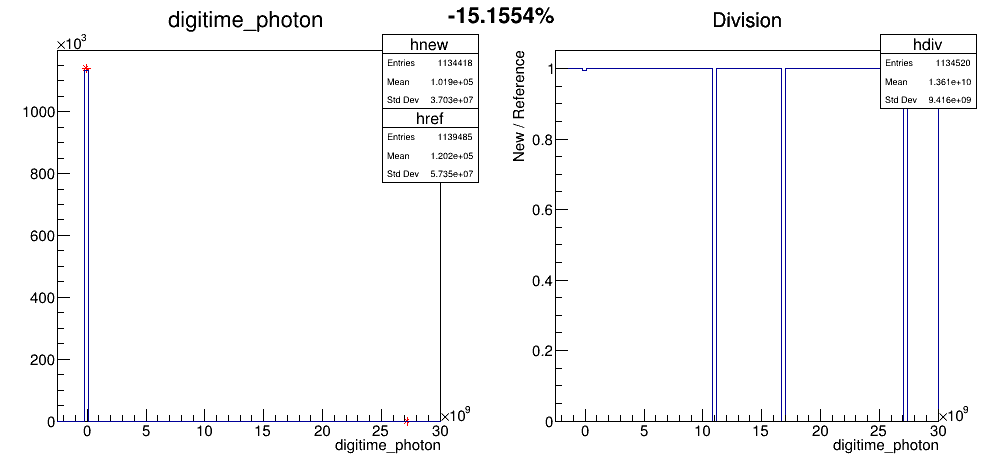 digitime_photon
-15.1554%
Division
×10³
hnew
Entries 1134418
Mean 1.019e+05
Std Dev 3.703e+07
href
Entries 1139485
Mean 1.202e+05
Std Dev 5.735e+07
1000
800
600
400
200
0
0 5 10 15 20 25 30
×10⁹
digitime_photon
hdiv
Entries 1134520
Mean 1.361e+10
Std Dev 9.416e+09
New / Reference
1
0.8
0.6
0.4
0.2
0
0 5 10 15 20 25 30
×10⁹
digitime_photon